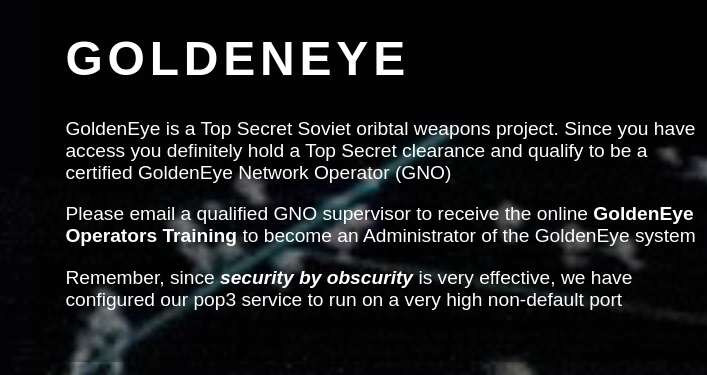 GOLDENEYE
GoldenEye is a Top Secret Soviet oribtal weapons project. Since you have
access you definitely hold a Top Secret clearance and qualify to be a
certified GoldenEye Network Operator (GNO)
Please email a qualified GNO supervisor to receive the online GoldenEye
Operators Training to become an Administrator of the GoldenEye system
Remember, since security by obscurity is very effective, we have
configured our pop3 service to run on a very high non-default port